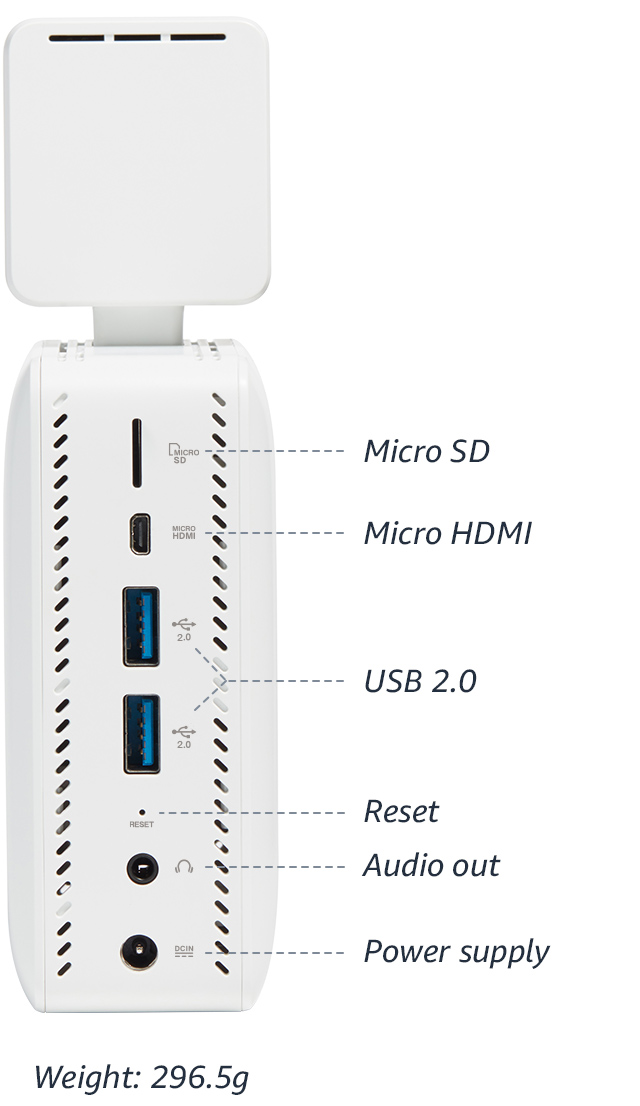 MICRO
SD
Micro SD
MICRO
HDMI
Micro HDMI
2.0
USB 2.0
2.0
RESET
Reset
Audio out
DCIN
Power supply
Weight: 296.5g